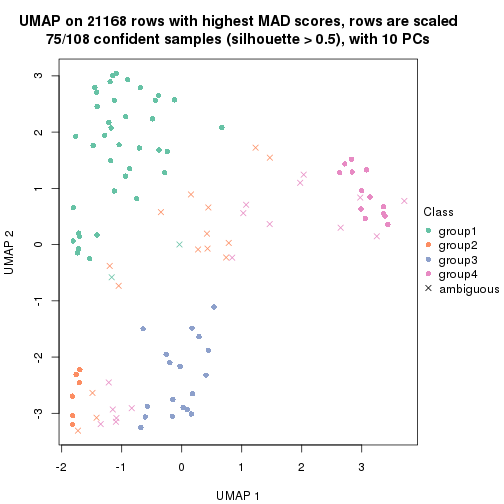 UMAP on 21168 rows with highest MAD scores, rows are scaled
75/108 confident samples (silhouette > 0.5), with 10 PCs
3
2
1
0
-1
-2
-3
UMAP 2
-2
-1
0
1
2
3
UMAP 1
Class
group1
group2
group3
group4
ambiguous